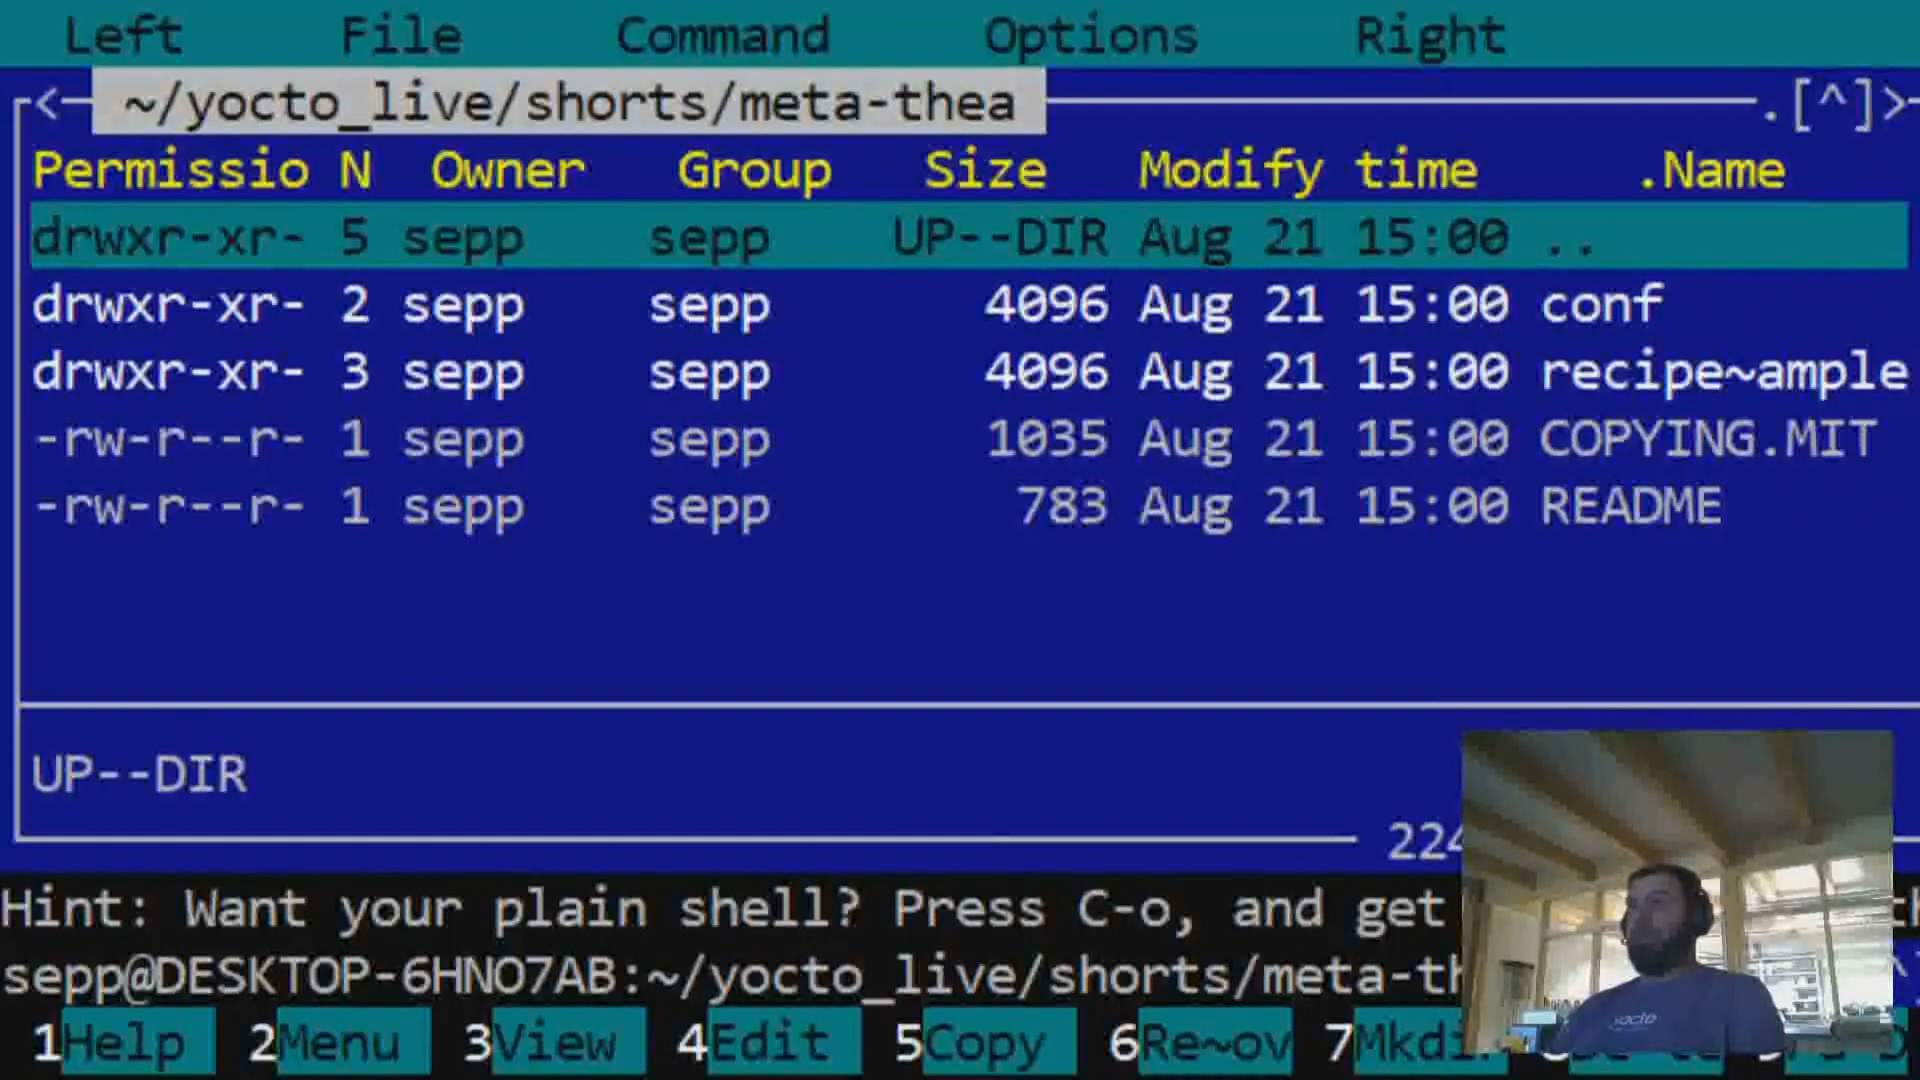 Left File Command Options Right
<─ ~/yocto_live/shorts/meta-thea .[^]>
Permissio N Owner Group Size Modify time .Name
drwxr-xr- 5 sepp sepp UP--DIR Aug 21 15:00 ..
drwxr-xr- 2 sepp sepp 4096 Aug 21 15:00 conf
drwxr-xr- 3 sepp sepp 4096 Aug 21 15:00 recipe~ample
-rw-r--r- 1 sepp sepp 1035 Aug 21 15:00 COPYING.MIT
-rw-r--r- 1 sepp sepp 783 Aug 21 15:00 README
UP--DIR
224
Hint: Want your plain shell? Press C-o, and get
sepp@DESKTOP-6HNO7AB:~/yocto_live/shorts/meta-th
yocto
1Help 2Menu 3View 4Edit 5Copy 6Re~ov 7Mkdi